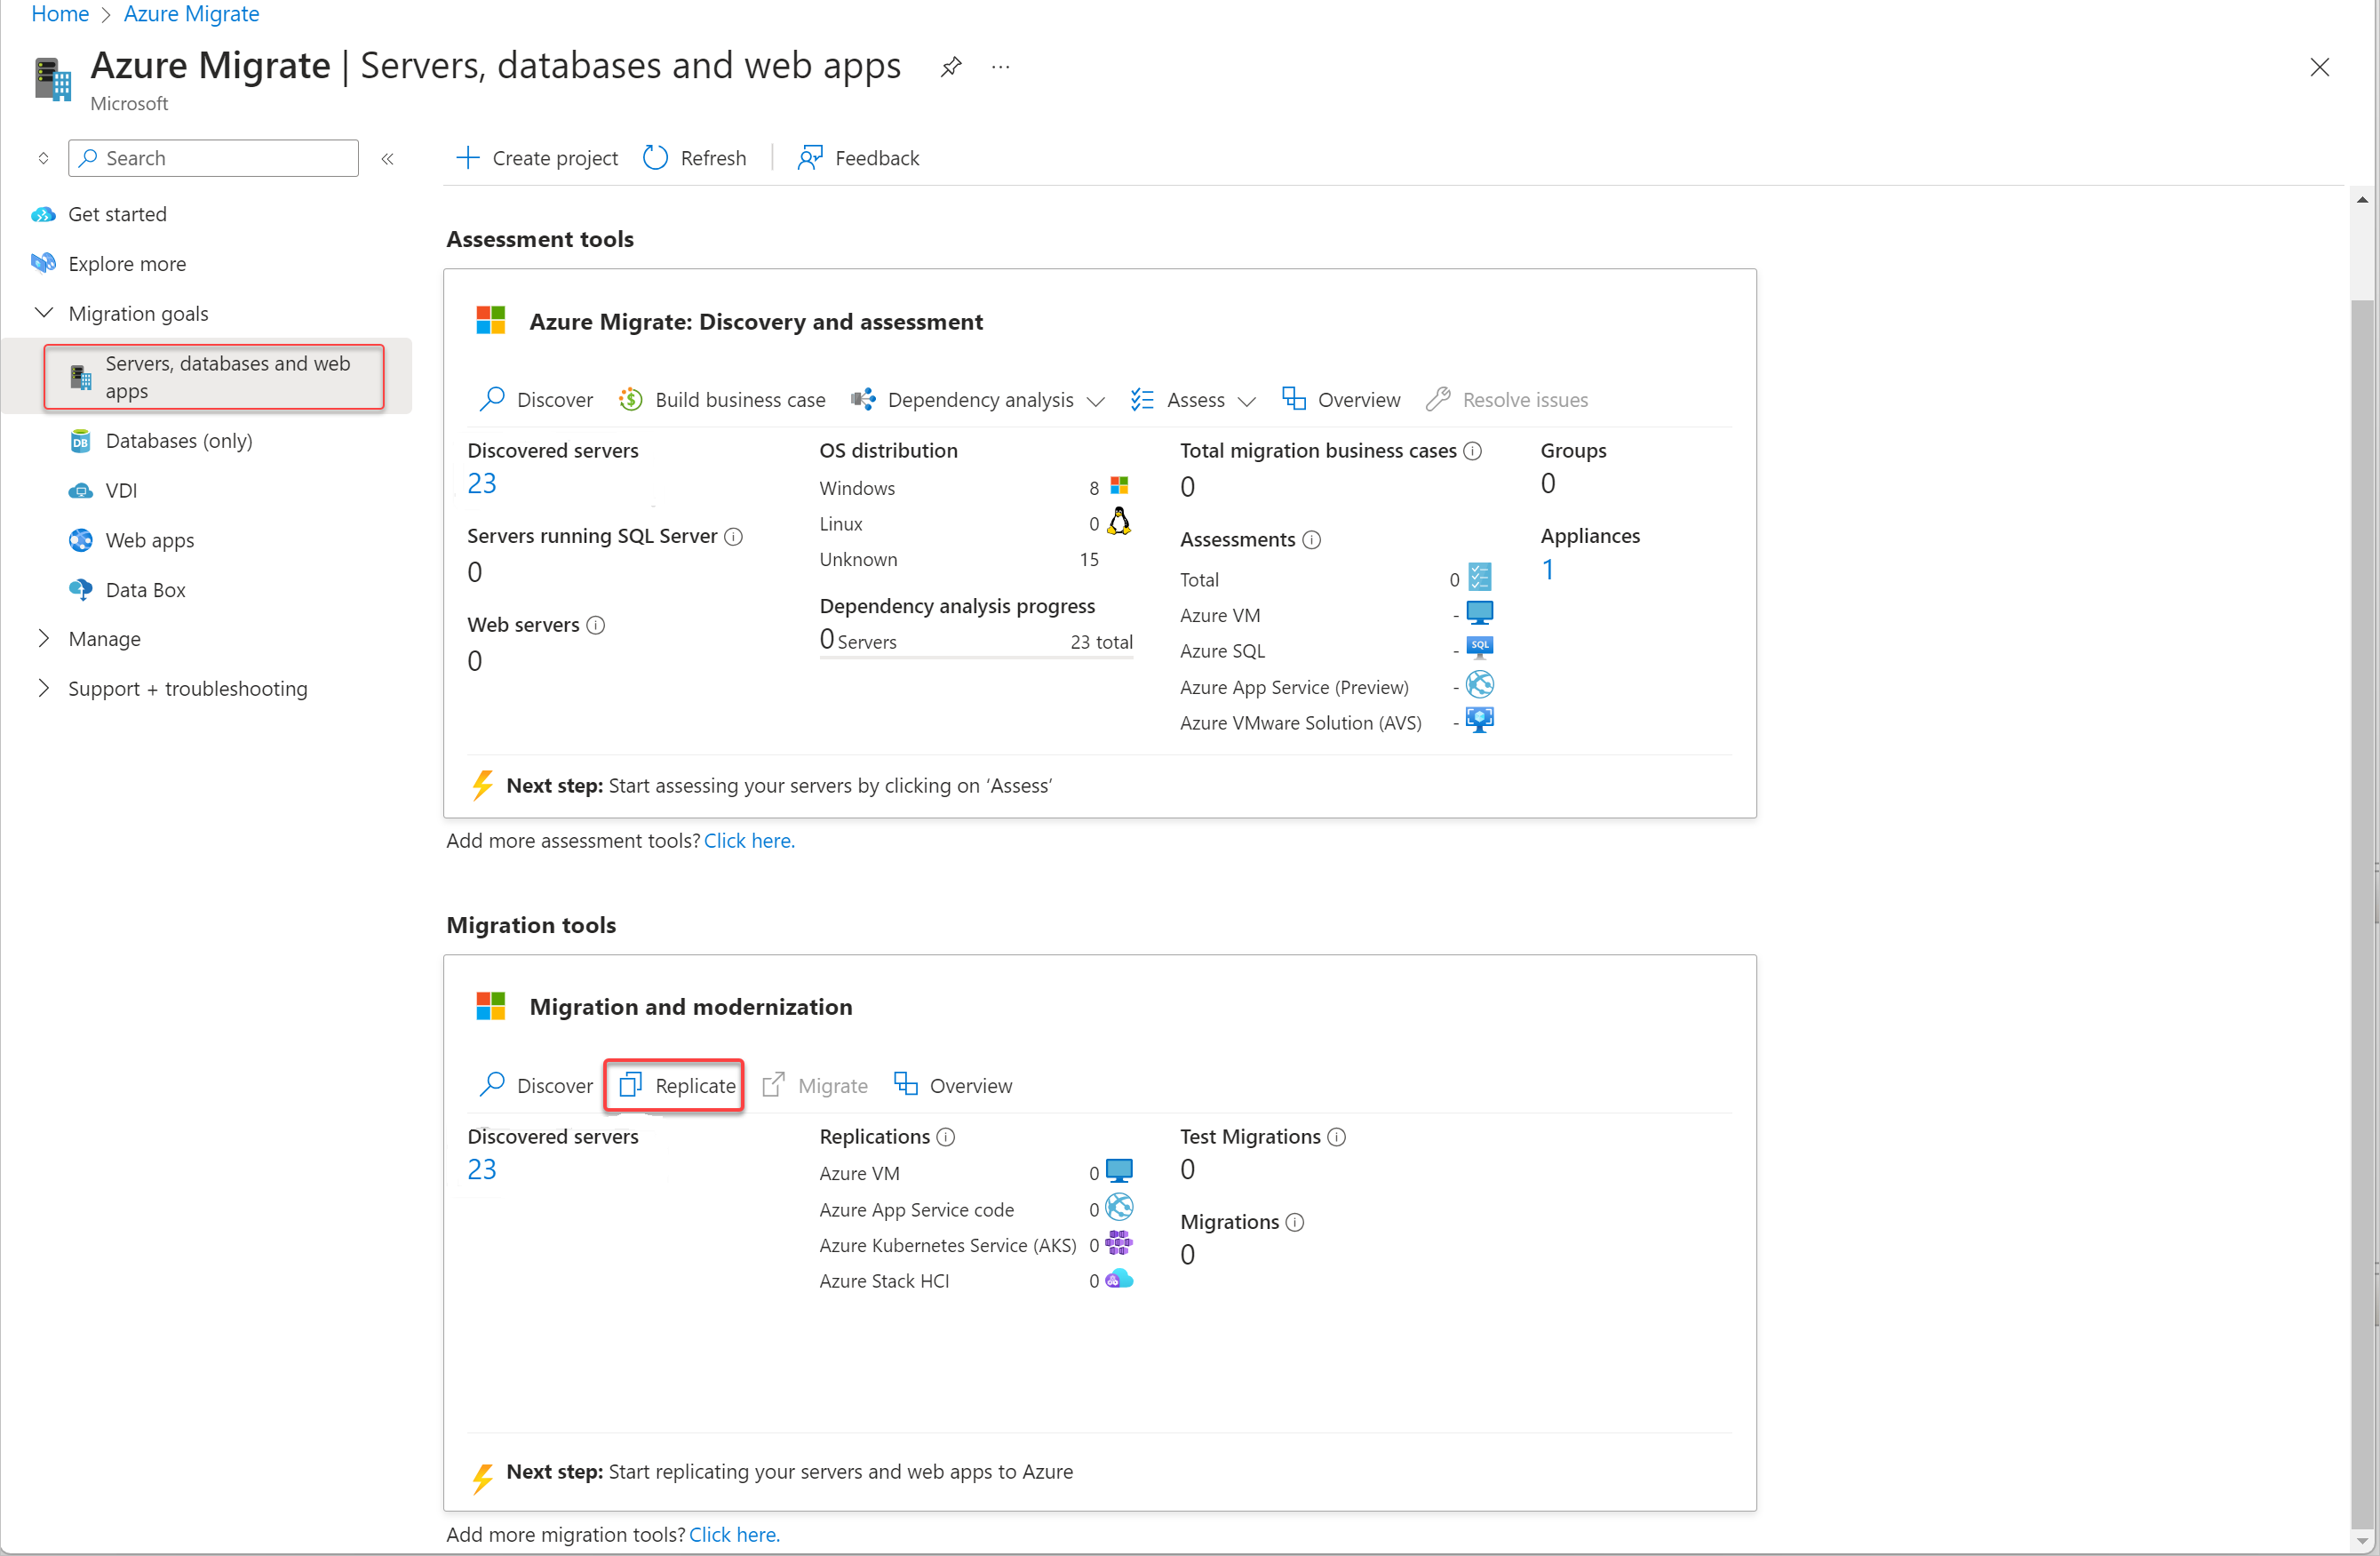 Home > Azure Migrate
Azure Migrate | Servers, databases and web apps
Microsoft
Search
Create project
Refresh
Feedback
Get started
Explore more
Migration goals
Servers, databases and web
apps
Databases (only)
VDI
Web apps
Data Box
Manage
Support + troubleshooting
Assessment tools
Azure Migrate: Discovery and assessment
Discover
Build business case
Dependency analysis
Assess
Overview
Resolve issues
Discovered servers
23
Servers running SQL Server
0
Web servers
0
OS distribution
Windows 8
Linux 0
Unknown 15
Dependency analysis progress
0 Servers 23 total
Total migration business cases
0
Assessments
Total 0
Azure VM -
Azure SQL - SQL
Azure App Service (Preview) -
Azure VMware Solution (AVS) -
Groups
0
Appliances
1
Next step: Start assessing your servers by clicking on ‘Assess’
Add more assessment tools? Click here.
Migration tools
Migration and modernization
Discover
Replicate
Migrate
Overview
Discovered servers
23
Replications
Azure VM 0
Azure App Service code 0
Azure Kubernetes Service (AKS) 0
Azure Stack HCI 0
Test Migrations
0
Migrations
0
Next step: Start replicating your servers and web apps to Azure
Add more migration tools? Click here.